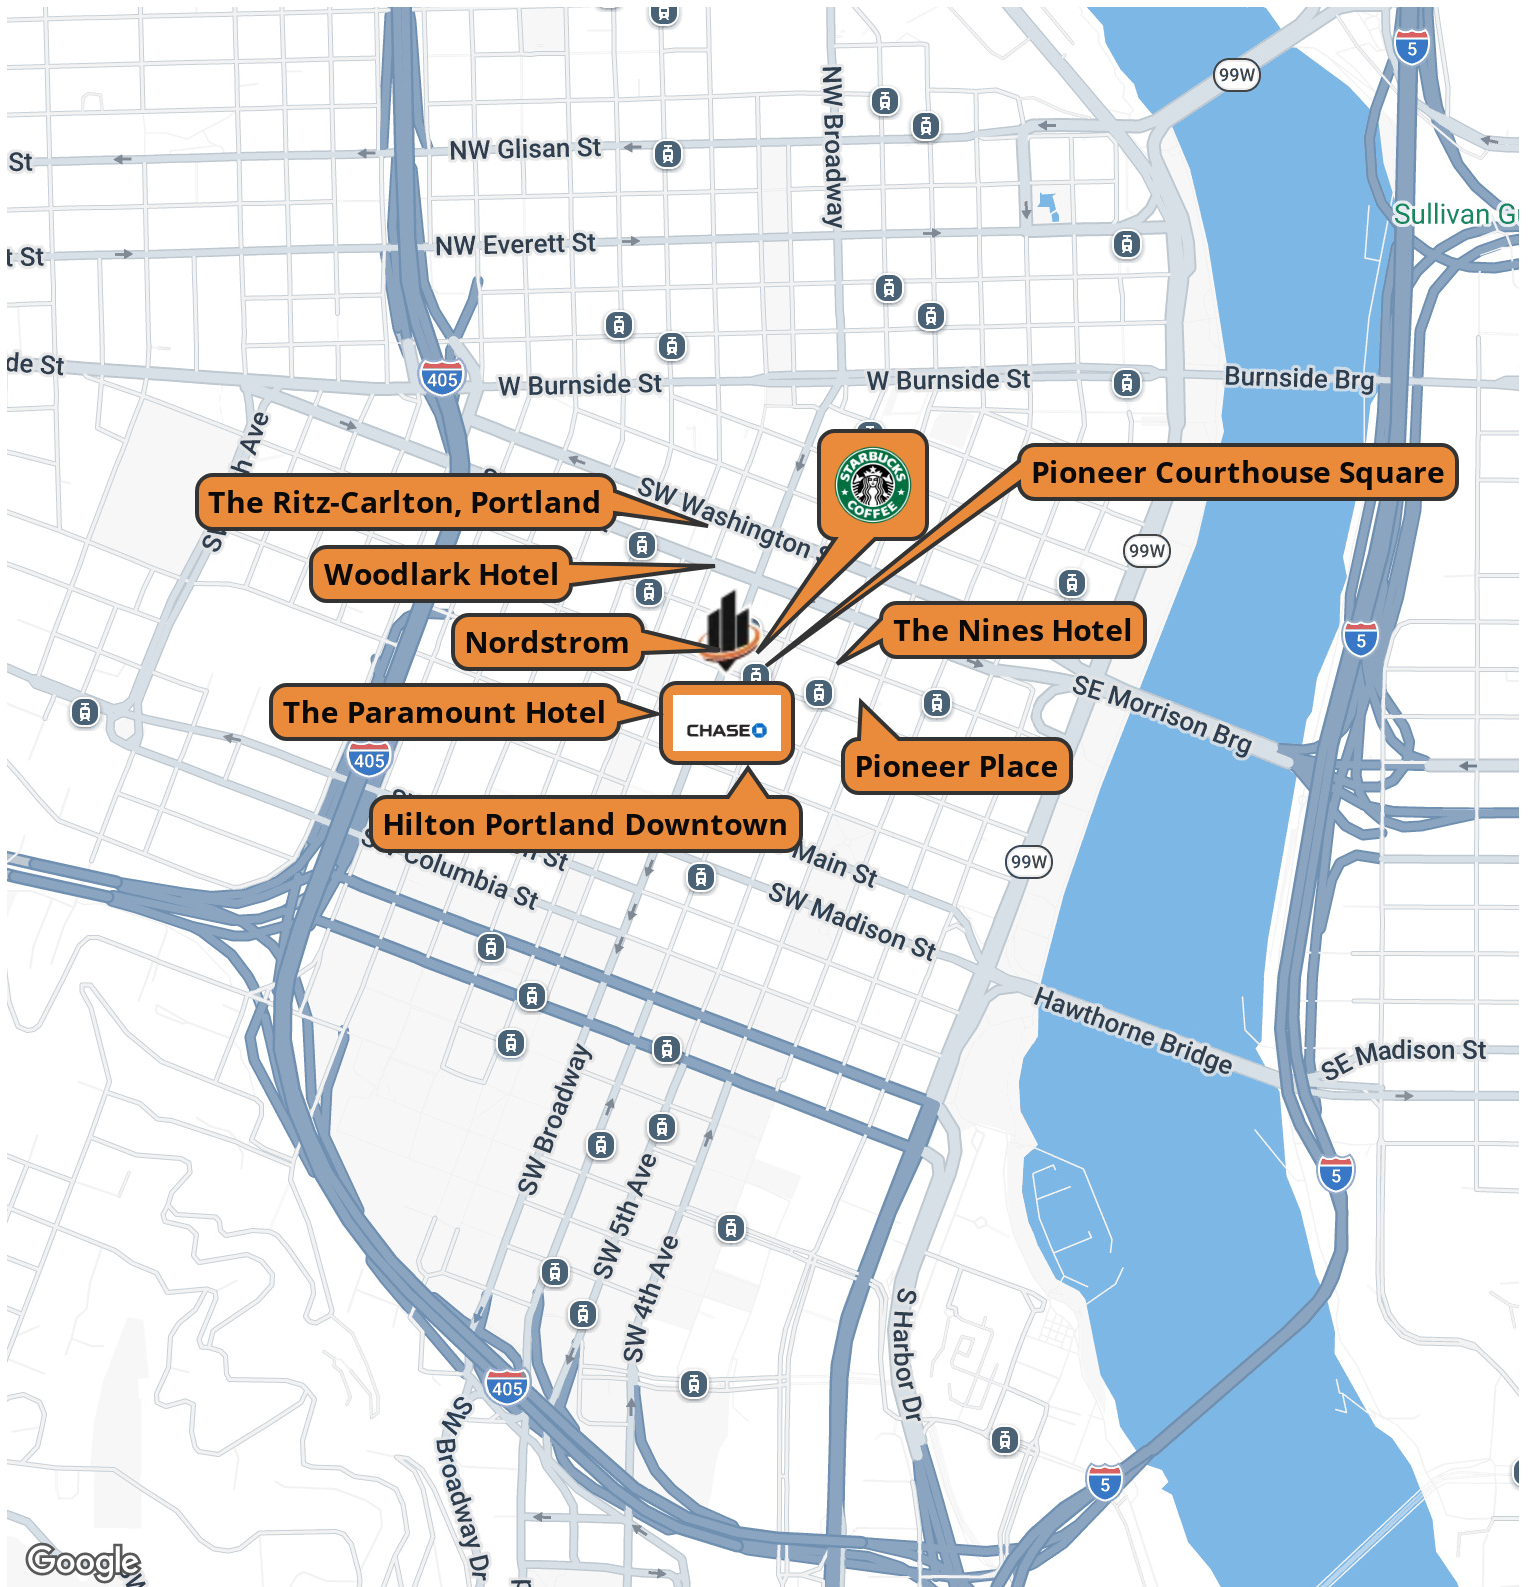 5
99W
NW Broadway
NW Glisan St
St
Sullivan Gu
NW Everett St
t St
de St
405
W Burnside St
W Burnside St
Burnside Brg
h Ave
STARBUCKS
COFFEE
Pioneer Courthouse Square
The Ritz-Carlton, Portland
SW Washington S
99W
Woodlark Hotel
The Nines Hotel
Nordstrom
5
SE Morrison Brg
The Paramount Hotel
CHASE
405
Pioneer Place
Hilton Portland Downtown
Main St
99W
n St
Columbia St
SW Madison St
Hawthorne Bridge
SE Madison St
SW Broadway
SW 5th Ave
5
SW 4th Ave
S Harbor Dr
405
SW Broadway Dr
5
Google